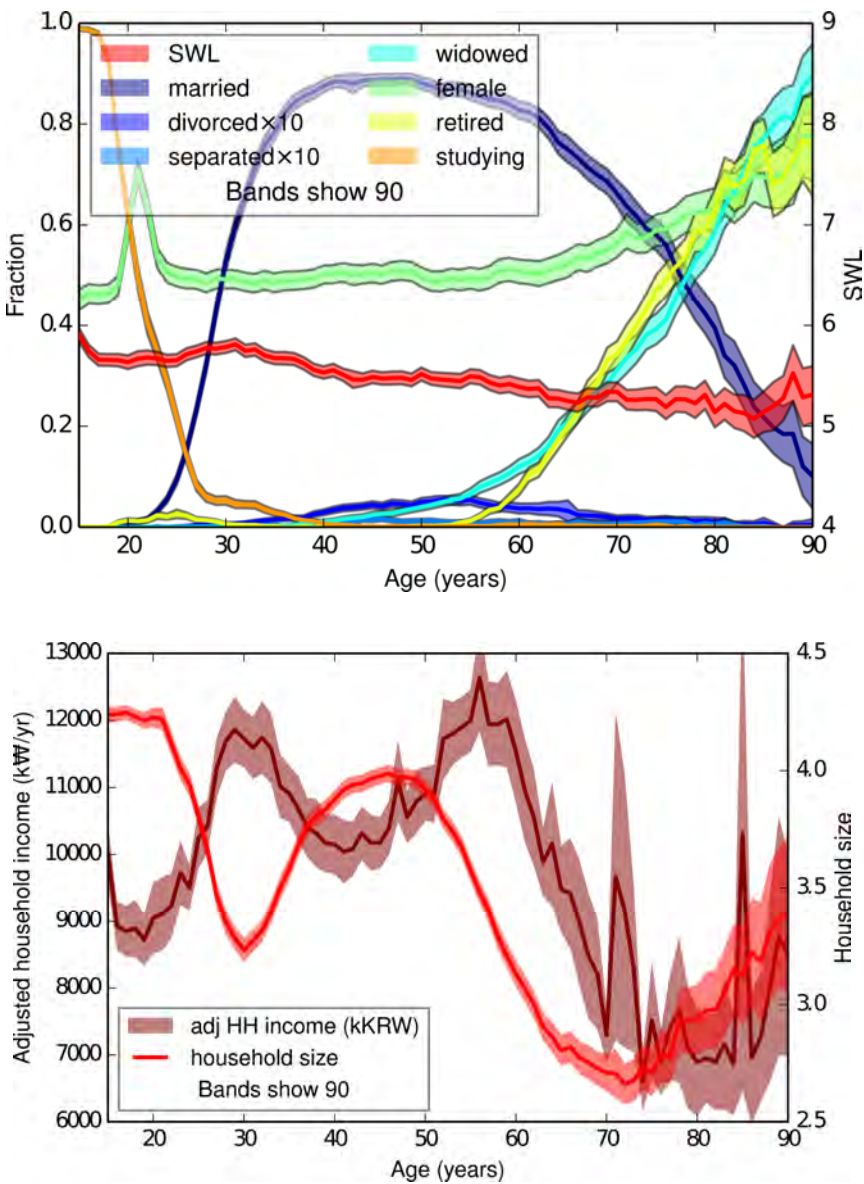 1.0 9
SWL widowed
married female
0.8 8
divorced×10 retired
separated×10 studying
Bands show 90
0.6 7
Fraction SWL
0.4 6
0.2 5
0.0 4
20 30 40 50 60 70 80 90
Age (years)
13000 4.5
12000
Adjusted household income (k₩/yr)
11000 4.0
10000
Household size
3.5
9000
8000 3.0
adj HH income (kKRW)
7000
household size
Bands show 90
6000 2.5
20 30 40 50 60 70 80 90
Age (years)